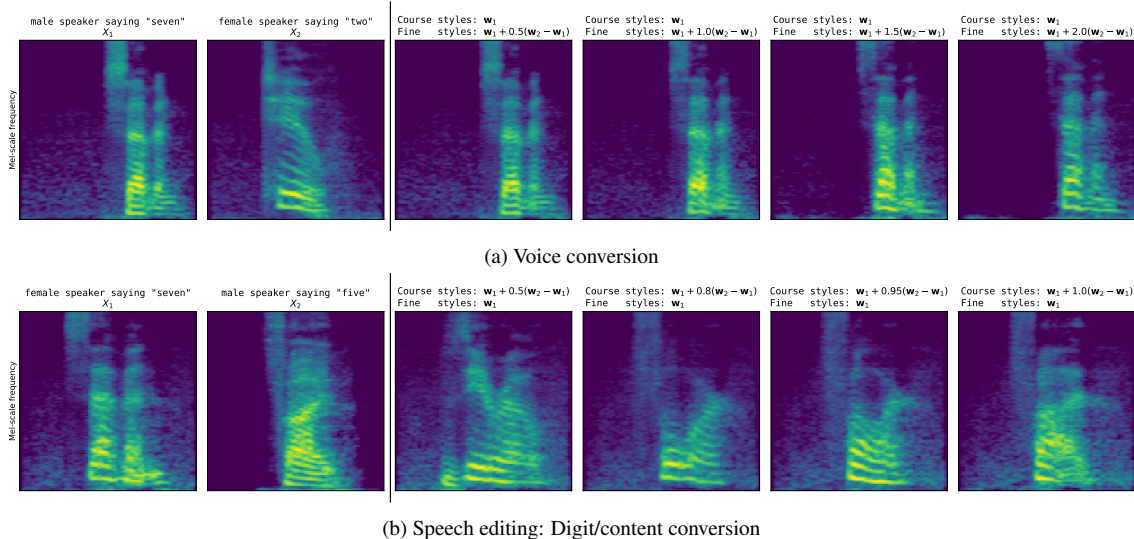 male speaker saying "seven"
X₁
female speaker saying "two"
X₂
Course styles: w₁
Fine   styles: w₁ + 0.5(w₂ − w₁)
Course styles: w₁
Fine   styles: w₁ + 1.0(w₂ − w₁)
Course styles: w₁
Fine   styles: w₁ + 1.5(w₂ − w₁)
Course styles: w₁
Fine   styles: w₁ + 2.0(w₂ − w₁)
Mel-scale frequency
(a) Voice conversion
female speaker saying "seven"
X₁
male speaker saying "five"
X₂
Course styles: w₁ + 0.5(w₂ − w₁)
Fine   styles: w₁
Course styles: w₁ + 0.8(w₂ − w₁)
Fine   styles: w₁
Course styles: w₁ + 0.95(w₂ − w₁)
Fine   styles: w₁
Course styles: w₁ + 1.0(w₂ − w₁)
Fine   styles: w₁
Mel-scale frequency
(b) Speech editing: Digit/content conversion